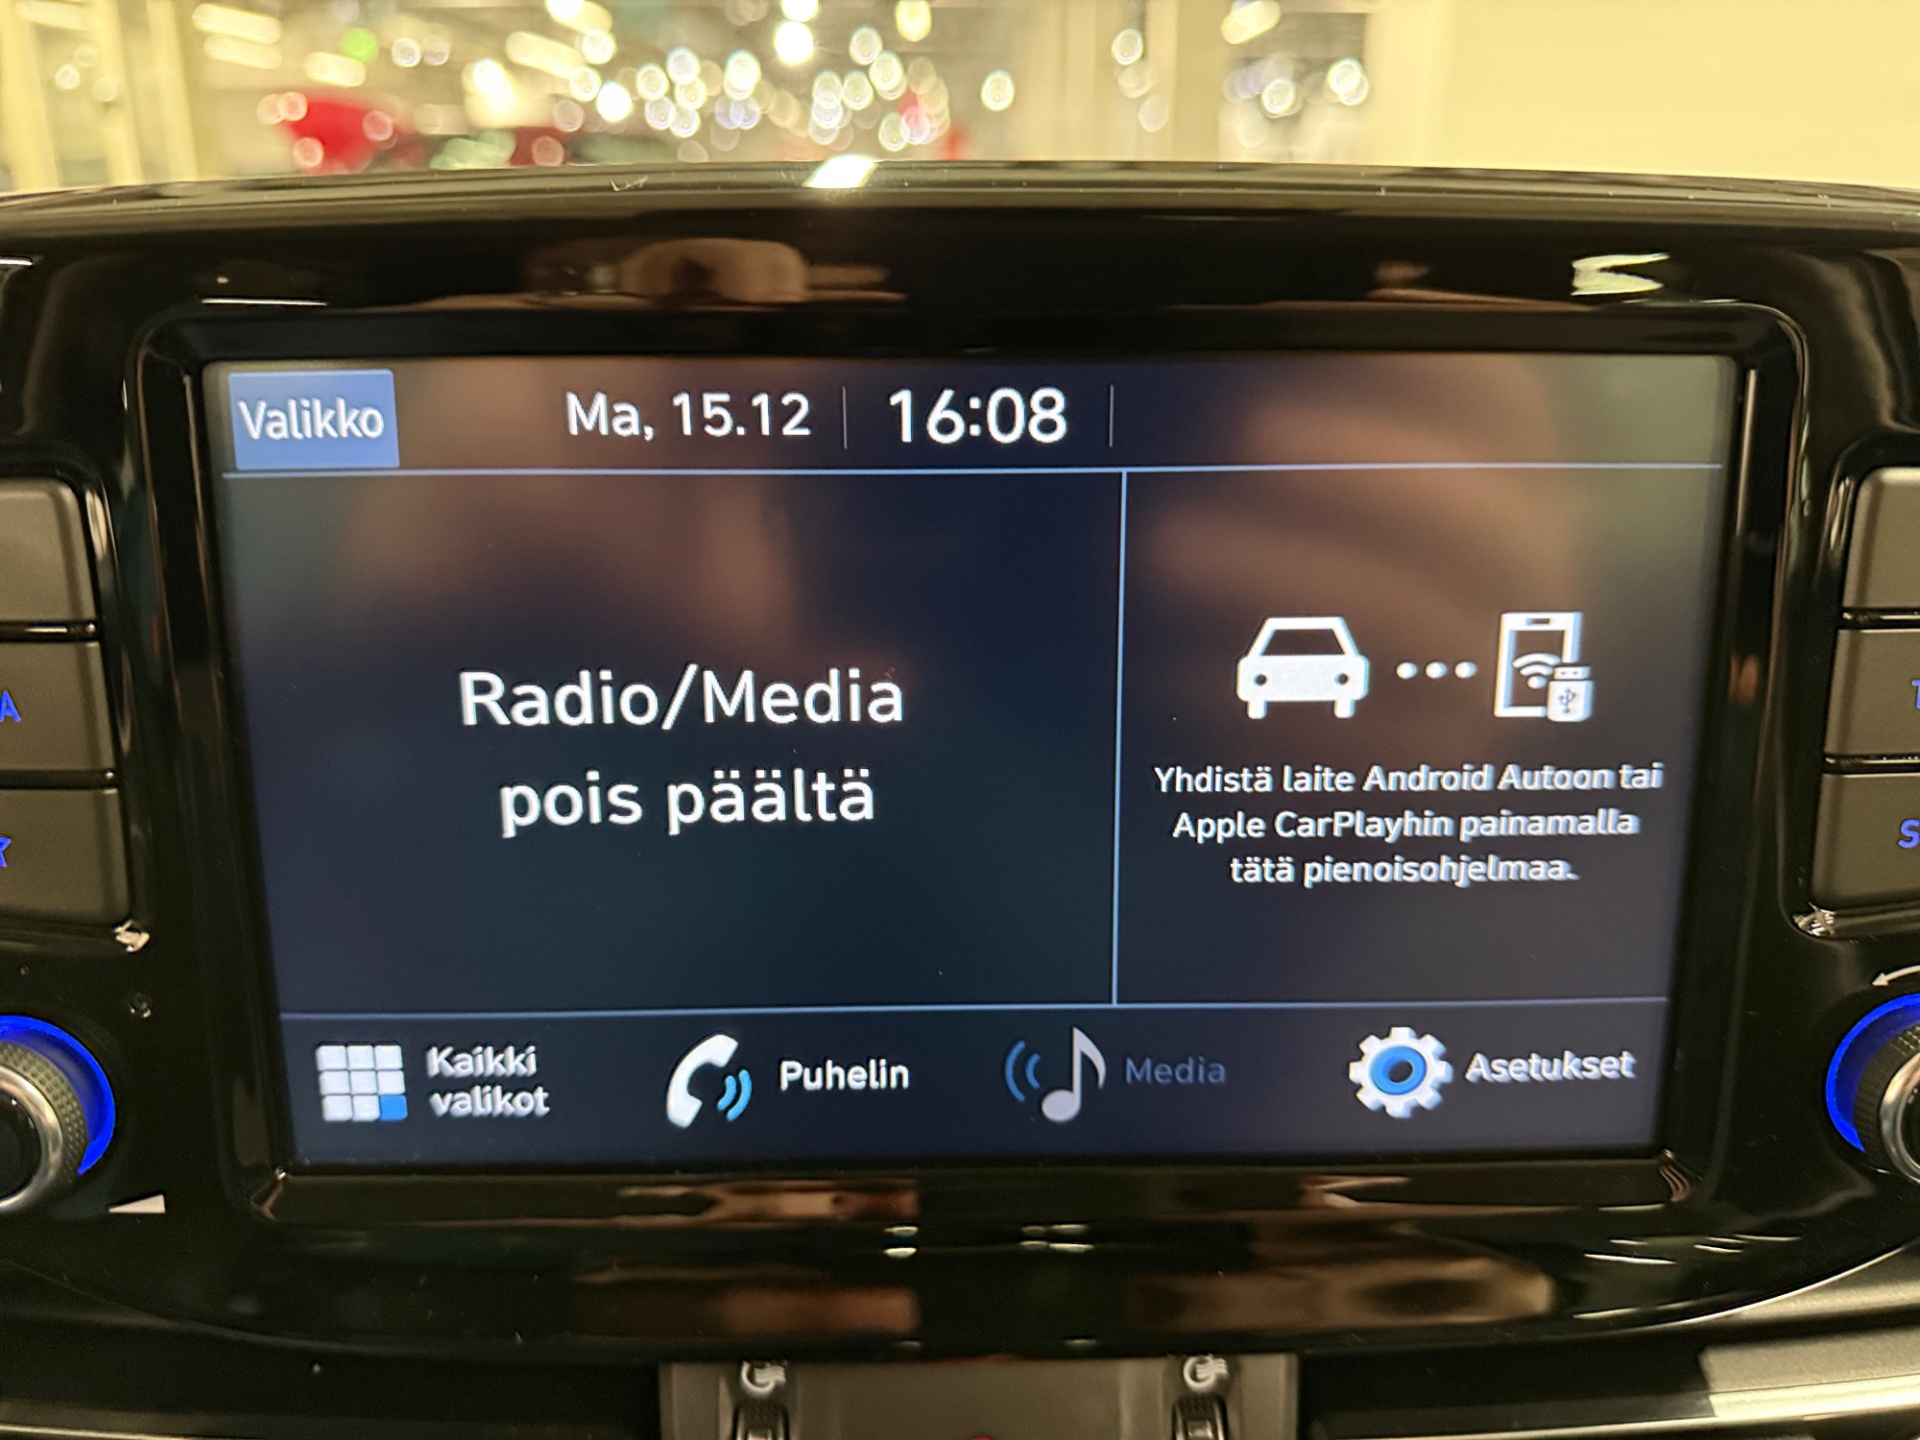 Valikko
Ma, 15.12
16:08
Radio/Media
pois päältä
Yhdistä laite Android Autoon tai
Apple CarPlayhin painamalla
tätä pienoisohjelmaa.
Kaikki
valikot
Puhelin
Media
Asetukset